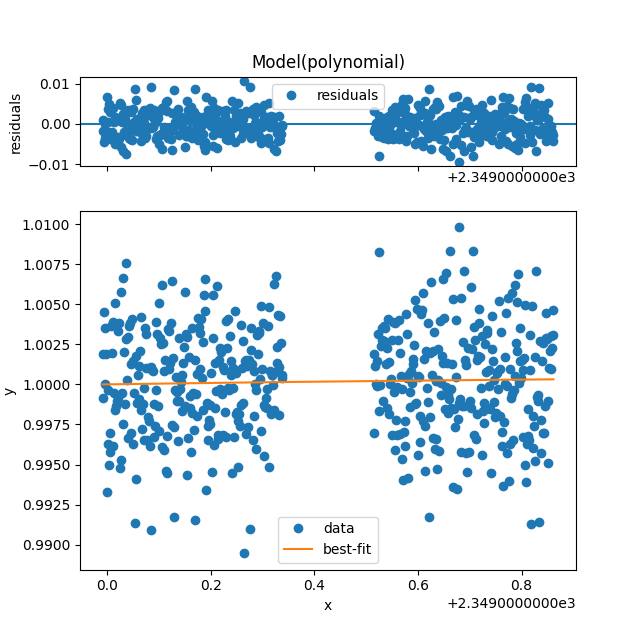 Model(polynomial)
0.01
0.00
−0.01
residuals
residuals
+2.3490000000e3
1.0100
1.0075
1.0050
1.0025
1.0000
0.9975
0.9950
0.9925
0.9900
y
data
best-fit
0.0 0.2 0.4 0.6 0.8
x
+2.3490000000e3